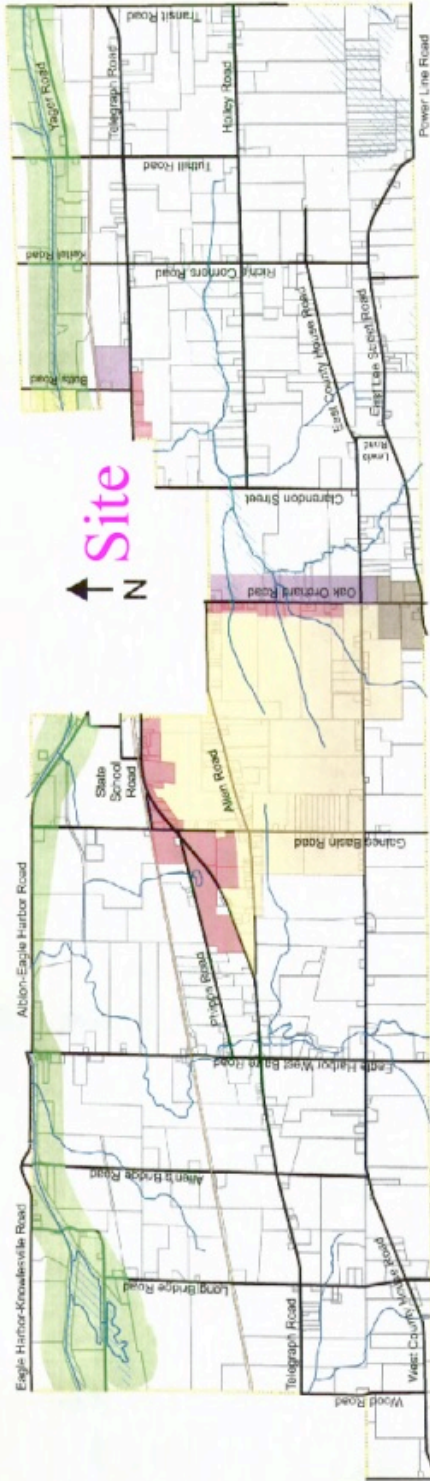 Eagle Harbor-Knowlesville Road
Albion-Eagle Harbor Road
Yager Road
Transit Road
Telegraph Road
Holley Road
Power Line Road
Tuthill Road
Keitel Road
Rich's Corners Road
Butts Road
East County House Road
East Lee Street Road
Lewis
Road
Clarendon Street
Site
N
Oak Orchard Road
State
School
Road
Allen Road
Gaines Basin Road
Phipps Road
Eagle Harbor West Barre Road
Allen's Bridge Road
Long Bridge Road
Telegraph Road
West County House Road
Wood Road